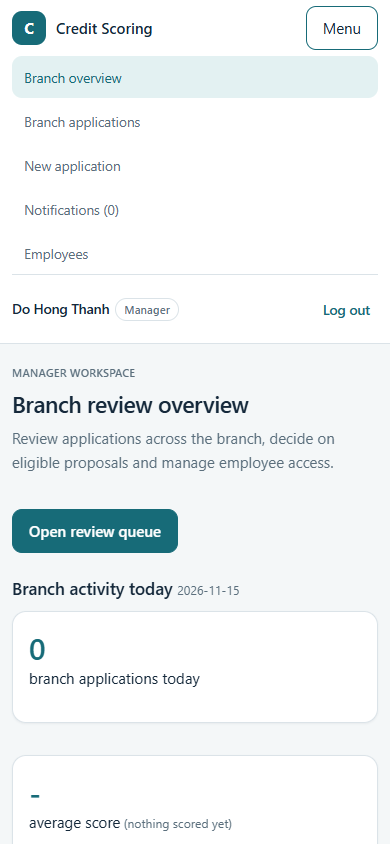 C Credit Scoring Menu
Branch overview
Branch applications
New application
Notifications (0)
Employees
Do Hong Thanh Manager Log out
MANAGER WORKSPACE
Branch review overview
Review applications across the branch, decide on
eligible proposals and manage employee access.
Open review queue
Branch activity today 2026-11-15
0
branch applications today
-
average score (nothing scored yet)